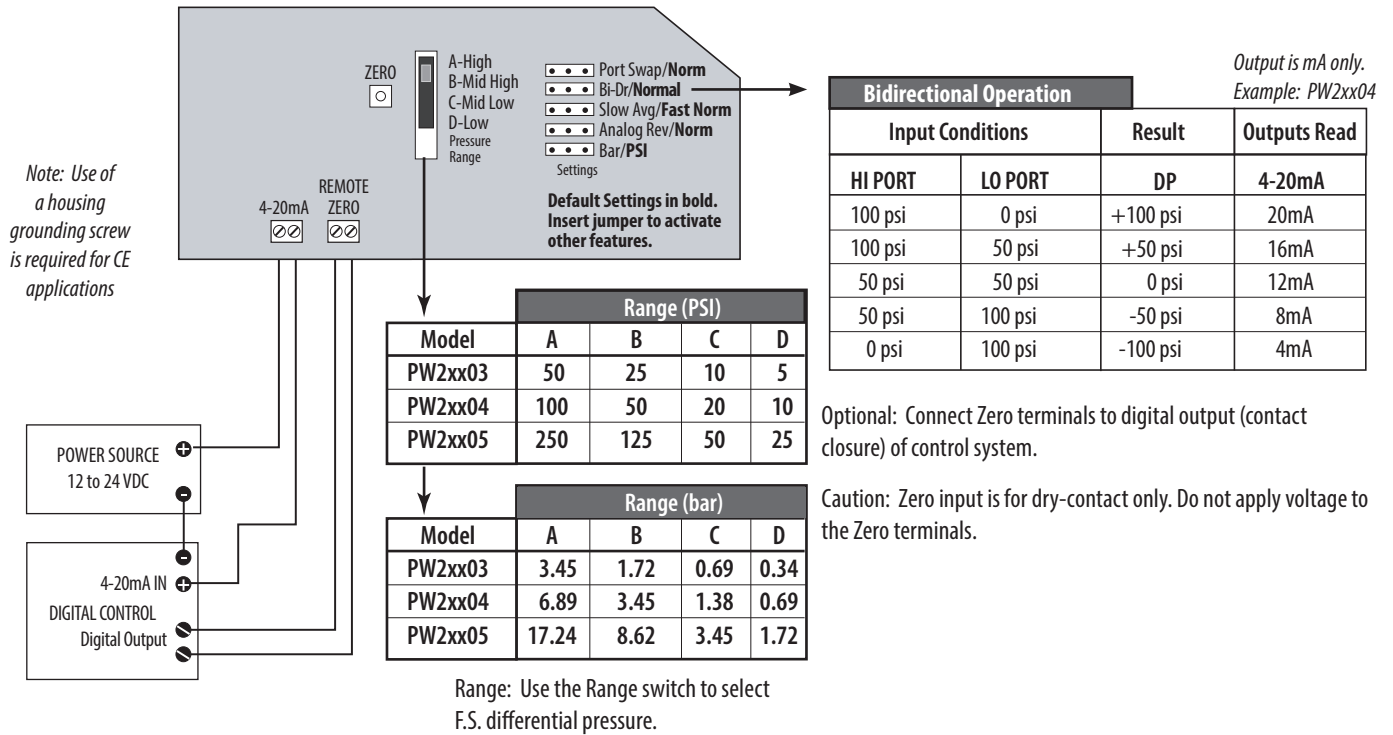 ZERO
A-High
B-Mid High
C-Mid Low
D-Low
Pressure
Range
Port Swap/Norm
Bi-Dr/Normal
Slow Avg/Fast Norm
Analog Rev/Norm
Bar/PSI
Settings
Default Settings in bold.
Insert jumper to activate
other features.
4-20mA
REMOTE
ZERO
Note: Use of
a housing
grounding screw
is required for CE
applications
Output is mA only.
Example: PW2xx04
Bidirectional Operation
Input Conditions Result Outputs Read
HI PORT LO PORT DP 4-20mA
100 psi 0 psi +100 psi 20mA
100 psi 50 psi +50 psi 16mA
50 psi 50 psi 0 psi 12mA
50 psi 100 psi -50 psi 8mA
0 psi 100 psi -100 psi 4mA
Range (PSI)
Model A B C D
PW2xx03 50 25 10 5
PW2xx04 100 50 20 10
PW2xx05 250 125 50 25
Optional: Connect Zero terminals to digital output (contact
closure) of control system.
Caution: Zero input is for dry-contact only. Do not apply voltage to
the Zero terminals.
POWER SOURCE
12 to 24 VDC
4-20mA IN
DIGITAL CONTROL
Digital Output
Range (bar)
Model A B C D
PW2xx03 3.45 1.72 0.69 0.34
PW2xx04 6.89 3.45 1.38 0.69
PW2xx05 17.24 8.62 3.45 1.72
Range: Use the Range switch to select
F.S. differential pressure.